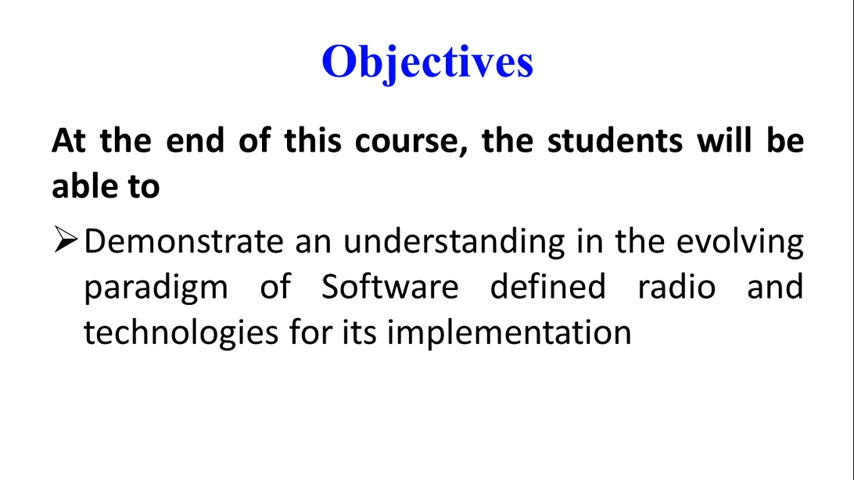 Objectives
At the end of this course, the students will be
able to
➢Demonstrate an understanding in the evolving
paradigm of Software defined radio and
technologies for its implementation